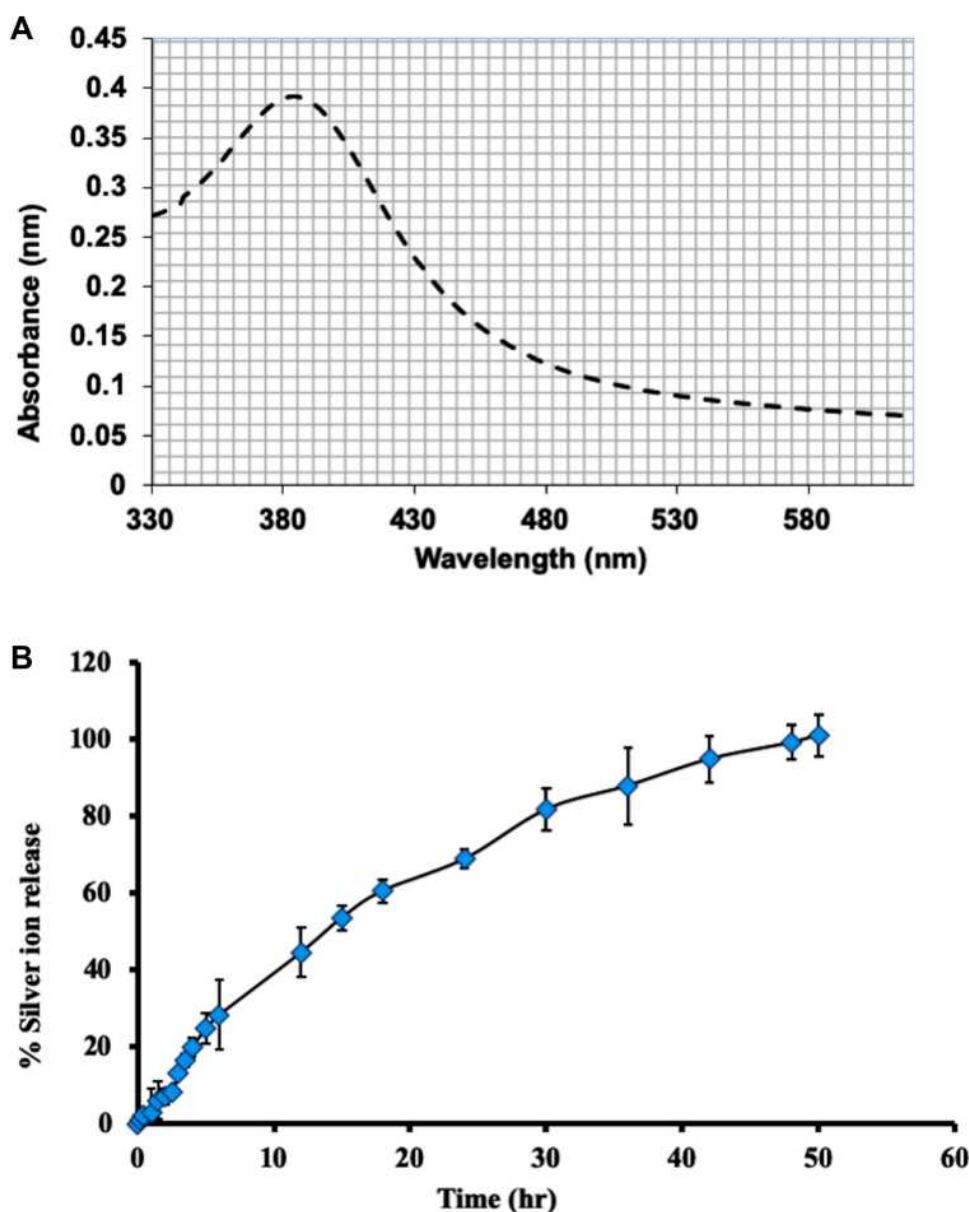 A
Absorbance (nm)
0.45
0.4
0.35
0.3
0.25
0.2
0.15
0.1
0.05
0
330 380 430 480 530 580
Wavelength (nm)
B
% Silver ion release
120
100
80
60
40
20
0
0 10 20 30 40 50 60
Time (hr)